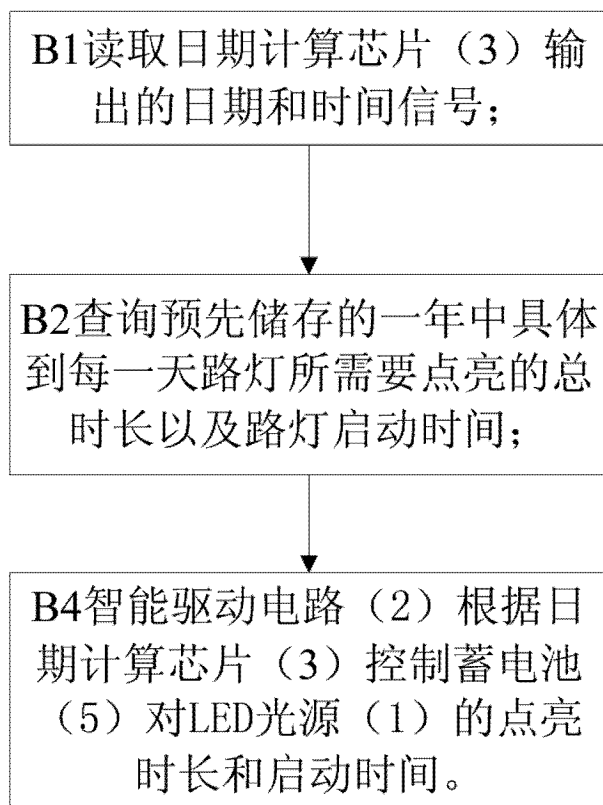 B1读取日期计算芯片（3）输
出的日期和时间信号；
B2查询预先储存的一年中具体
到每一天路灯所需要点亮的总
时长以及路灯启动时间；
B4智能驱动电路（2）根据日
期计算芯片（3）控制蓄电池
（5）对LED光源（1）的点亮
时长和启动时间。